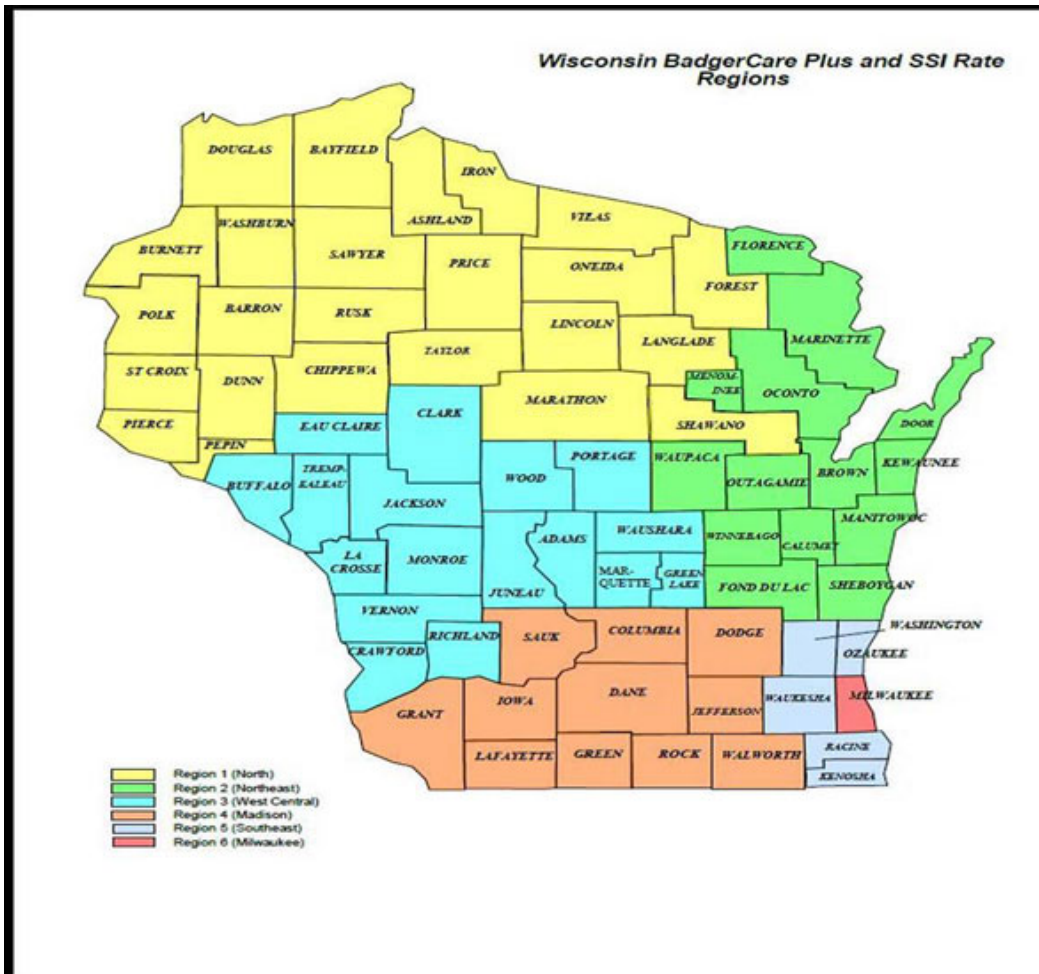 Wisconsin BadgerCare Plus and SSI Rate
Regions
DOUGLAS
BAYFIELD
IRON
ASHLAND
VILAS
WASHBURN
BURNETT
SAWYER
PRICE
ONEIDA
FLORENCE
FOREST
POLK
BARRON
RUSK
LINCOLN
LANGLADE
MARINETTE
TAYLOR
ST CROIX
DUNN
CHIPPEWA
MENOM-
INEE
OCONTO
MARATHON
CLARK
PIERCE
EAU CLAIRE
SHAWANO
DOOR
PEPIN
PORTAGE
WAUPACA
BROWN
KEWAUNEE
BUFFALO
TREMP-
EALEAU
WOOD
OUTAGAMIE
JACKSON
MANITOWOC
WAUSHARA
ADAMS
WINNEBAGO
CALUMET
LA
CROSSE
MONROE
MAR-
QUETTE
GREEN
LAKE
JUNEAU
FOND DU LAC
SHEBOYGAN
VERNON
RICHLAND
SAUK
COLUMBIA
DODGE
WASHINGTON
CRAWFORD
OZAUKEE
GRANT
IOWA
DANE
JEFFERSON
WAUKESHA
MILWAUKEE
LAFAYETTE
GREEN
ROCK
WALWORTH
RACINE
KENOSHA
Region 1 (North)
Region 2 (Northeast)
Region 3 (West Central)
Region 4 (Madison)
Region 5 (Southeast)
Region 6 (Milwaukee)